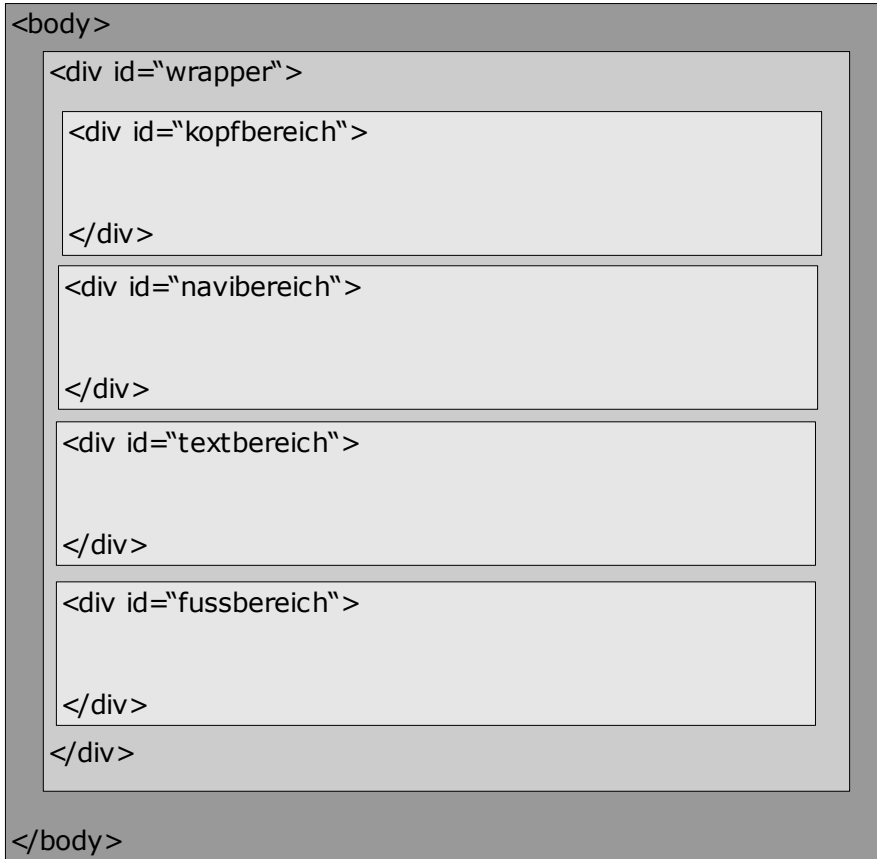 <body>
<div id=“wrapper“>
<div id=“kopfbereich“>
</div>
<div id=“navibereich“>
</div>
<div id=“textbereich“>
</div>
<div id=“fussbereich“>
</div>
</div>
</body>